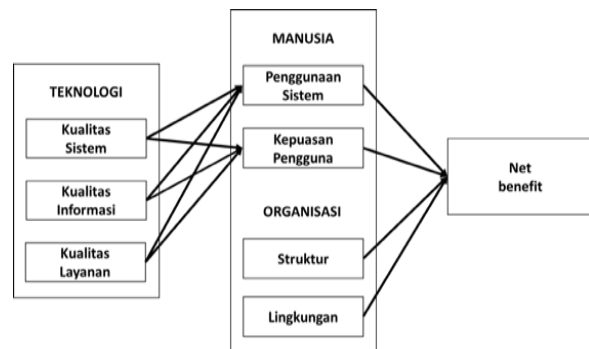 TEKNOLOGI
Kualitas
Sistem
Kualitas
Informasi
Kualitas
Layanan
MANUSIA
Penggunaan
Sistem
Kepuasan
Pengguna
ORGANISASI
Struktur
Lingkungan
Net
benefit